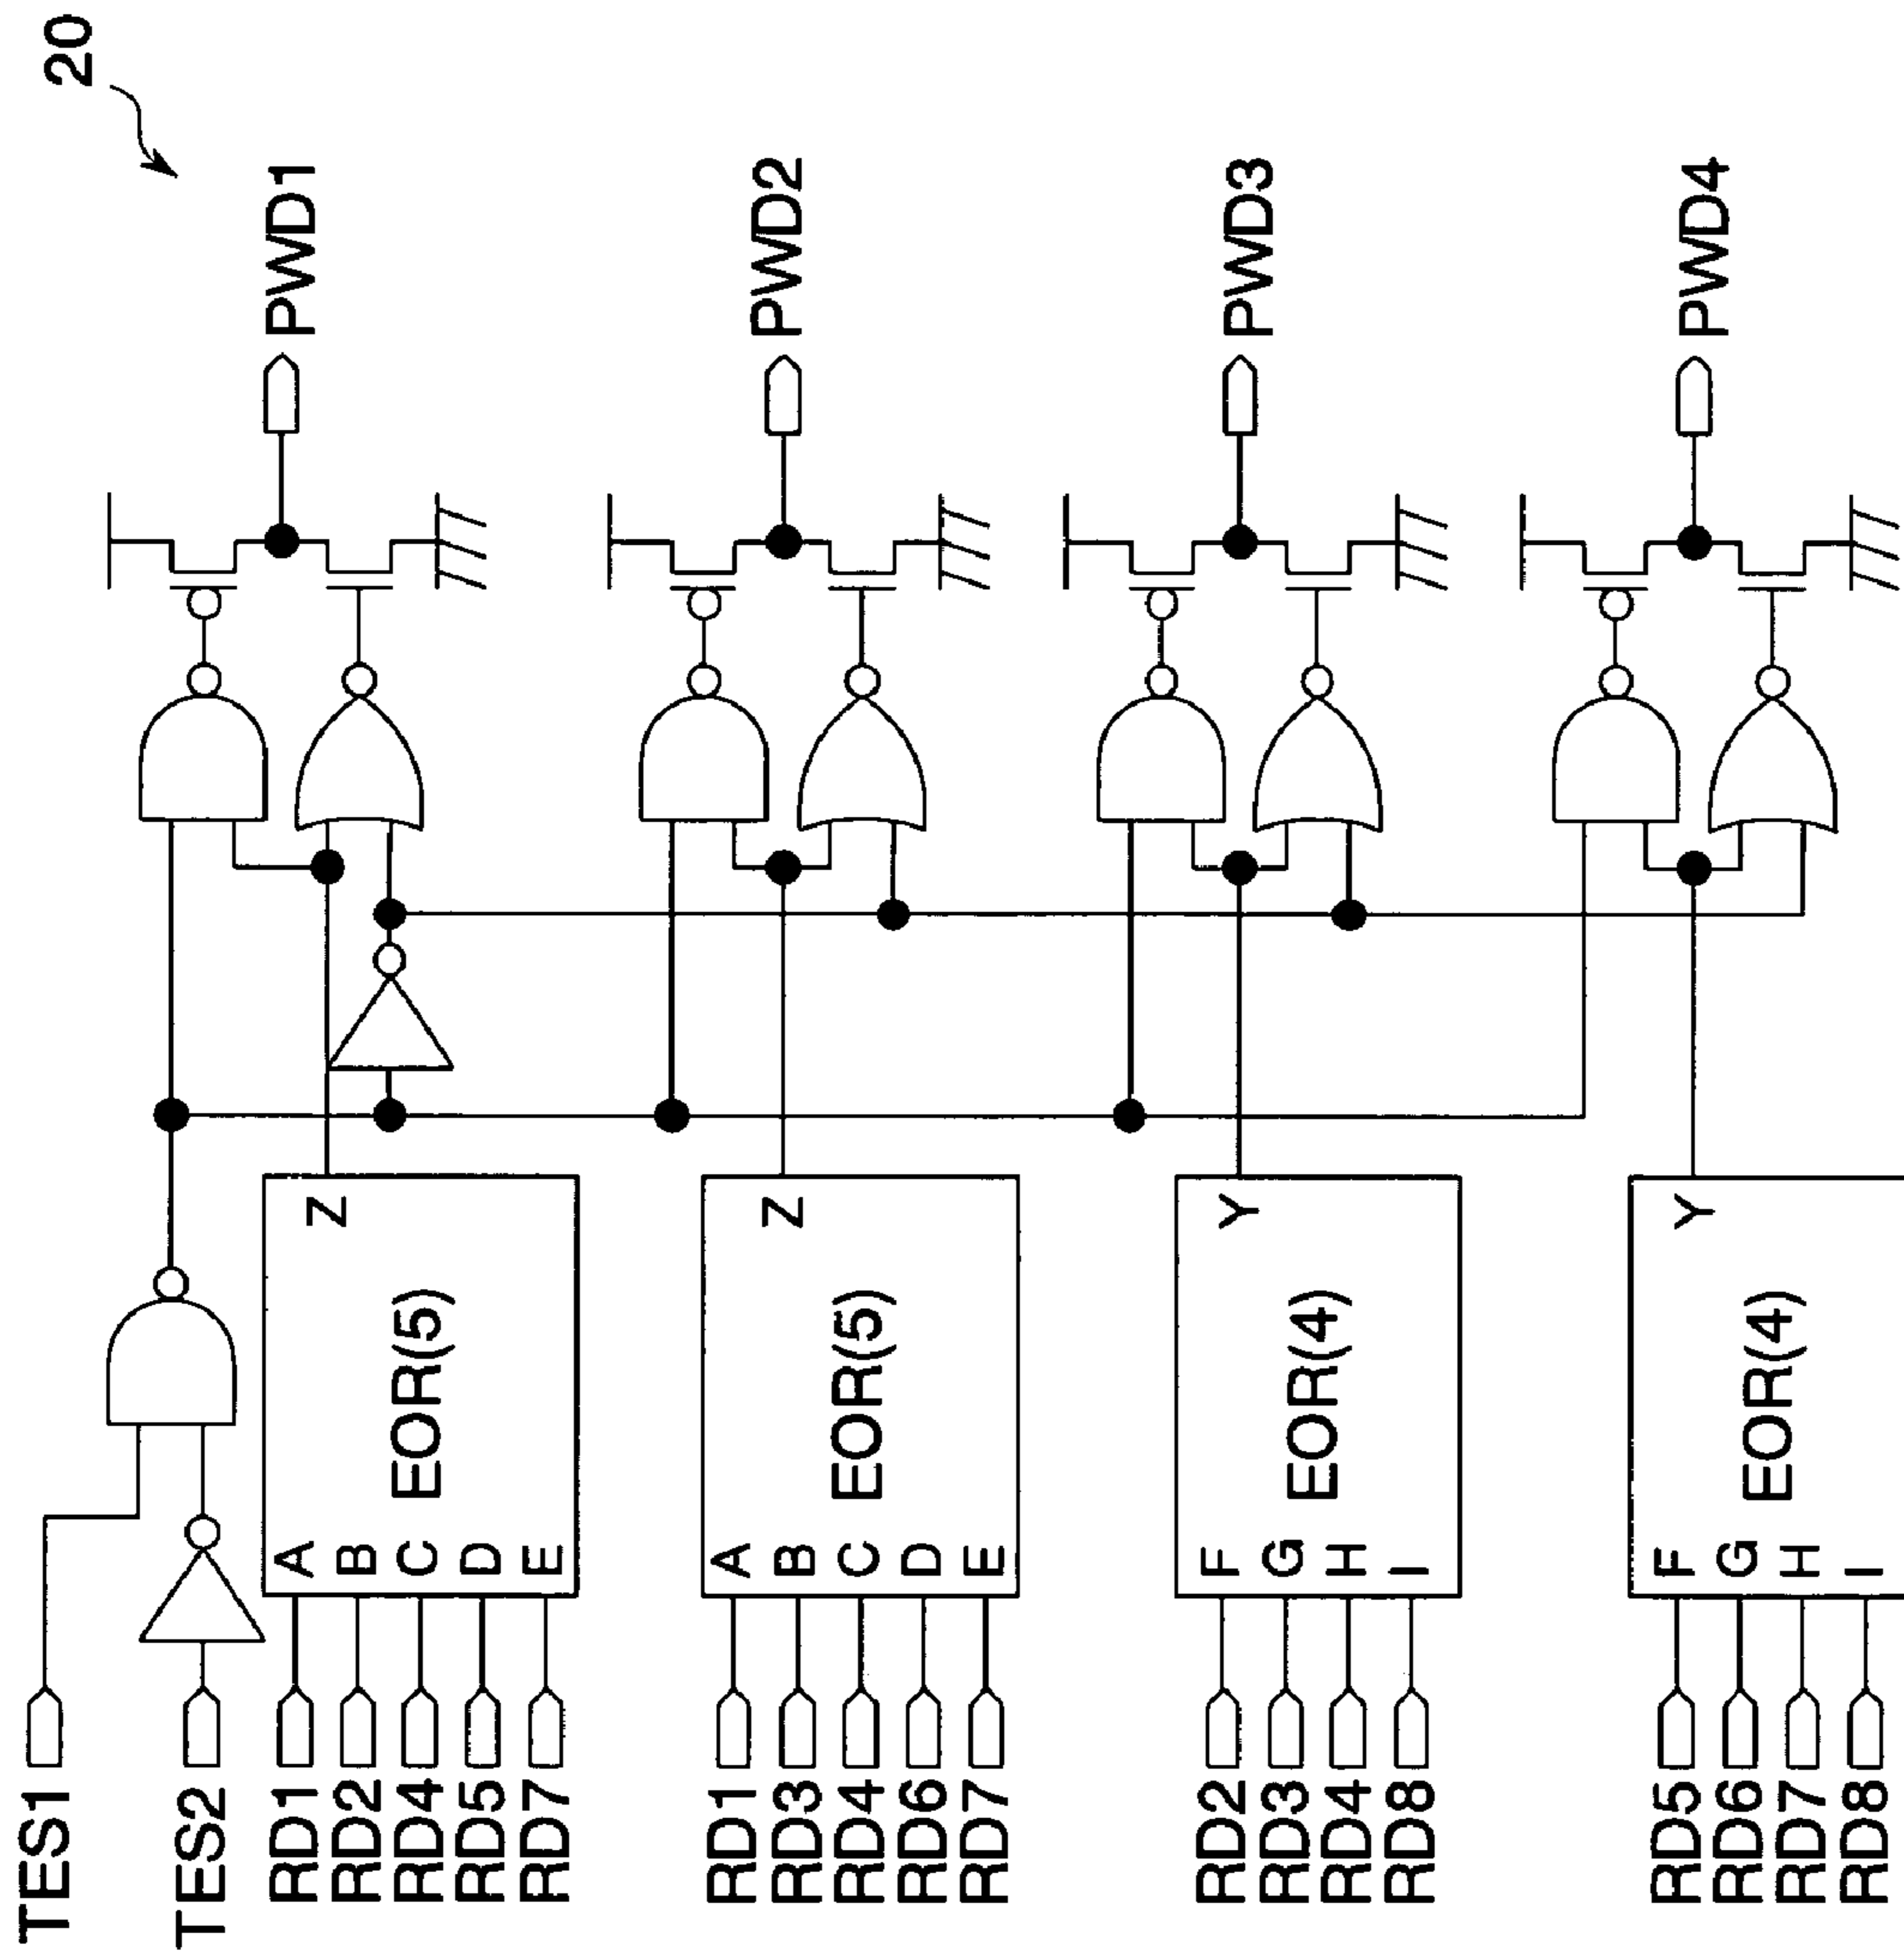 20
TES1
TES2
RD1
RD2
RD4
RD5
RD7
A
B
C
D
E
EOR(5)
Z
PWD1
RD1
RD3
RD4
RD6
RD7
A
B
C
D
E
EOR(5)
Z
PWD2
RD2
RD3
RD4
RD8
F
G
H
I
EOR(4)
Y
PWD3
RD5
RD6
RD7
RD8
F
G
H
I
EOR(4)
Y
PWD4